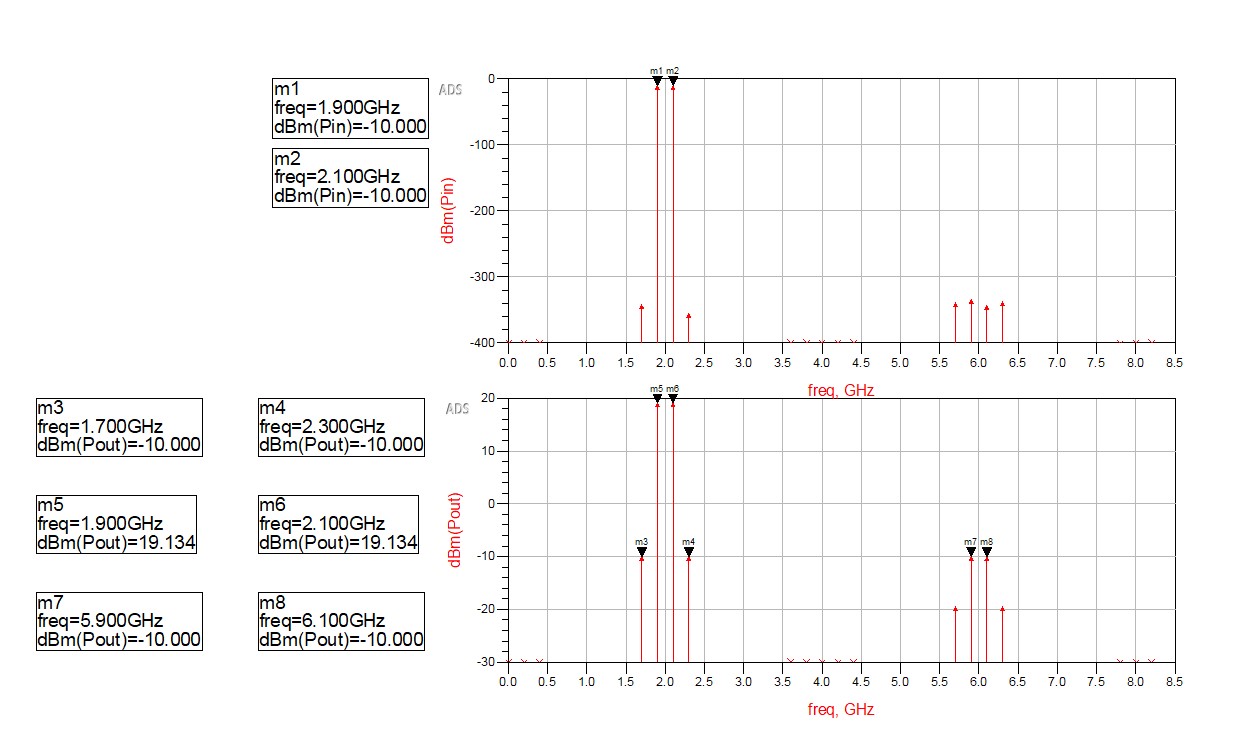 m1
freq=1.900GHz
dBm(Pin)=-10.000
m2
freq=2.100GHz
dBm(Pin)=-10.000
ADS
m1 m2
dBm(Pin)
0
-100
-200
-300
-400
0.0 0.5 1.0 1.5 2.0 2.5 3.0 3.5 4.0 4.5 5.0 5.5 6.0 6.5 7.0 7.5 8.0 8.5
freq, GHz
m3
freq=1.700GHz
dBm(Pout)=-10.000
m4
freq=2.300GHz
dBm(Pout)=-10.000
m5
freq=1.900GHz
dBm(Pout)=19.134
m6
freq=2.100GHz
dBm(Pout)=19.134
m7
freq=5.900GHz
dBm(Pout)=-10.000
m8
freq=6.100GHz
dBm(Pout)=-10.000
ADS
m5 m6
m3 m4 m7 m8
dBm(Pout)
20
10
0
-10
-20
-30
0.0 0.5 1.0 1.5 2.0 2.5 3.0 3.5 4.0 4.5 5.0 5.5 6.0 6.5 7.0 7.5 8.0 8.5
freq, GHz